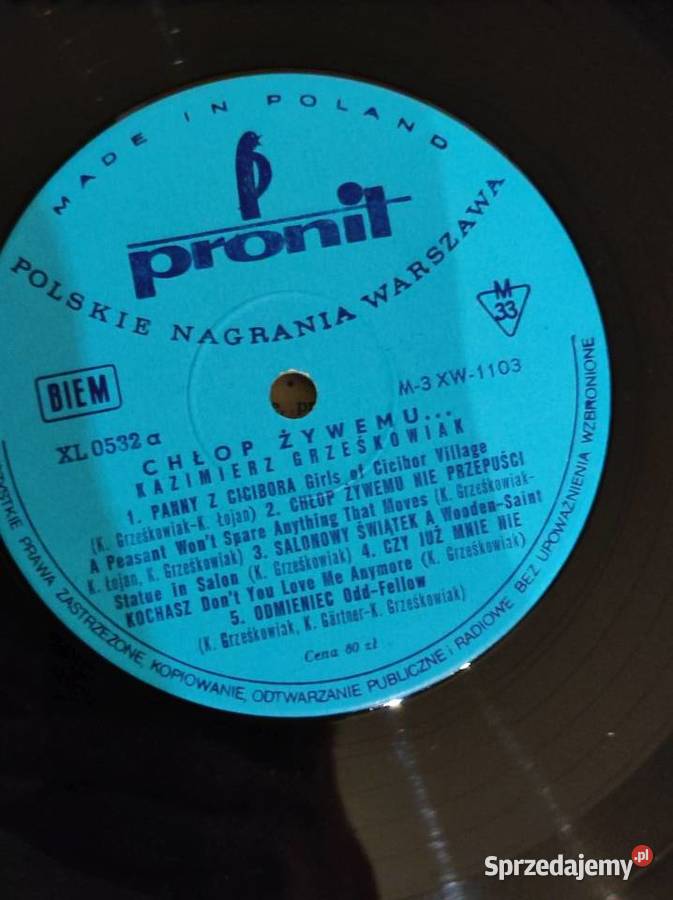 MADE IN POLAND
pronit
POLSKIE NAGRANIA WARSZAWA
M
33
BIEM
M-3 XW-1103
XL 0532 a
CHŁOP ŻYWEMU...
KAZIMIERZ GRZEŚKOWIAK
1. PANNY Z CICIBORA Girls of Cicibor Village
(K. Grześkowiak-K. Łojan) 2. CHŁOP ŻYWEMU NIE PRZEPUŚCI
A Peasant Won't Spare Anything That Moves (K. Grześkowiak-
K. Łojan, K. Grześkowiak) 3. SALONOWY ŚWIĄTEK A Wooden-Saint
Statue in Salon (K. Grześkowiak) 4. CZY JUŻ MNIE NIE
KOCHASZ Don't You Love Me Anymore (K. Grześkowiak)
5. ODMIENIEC Odd-Fellow
(K. Grześkowiak, K. Gärtner-K. Grześkowiak)
Cena 80 zł
PRAWA ZASTRZEŻONE, KOPIOWANIE, ODTWARZANIE PUBLICZNE i RADIOWE BEZ UPOWAŻNIENIA WZBRONIONE
Sprzedajemy.pl